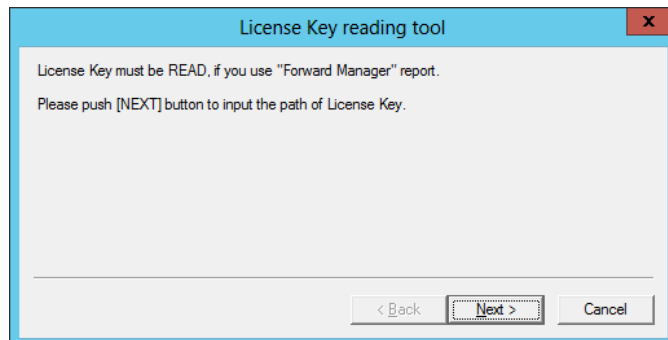 License Key reading tool
x
License Key must be READ, if you use "Forward Manager" report.
Please push [NEXT] button to input the path of License Key.
< Back Next > Cancel